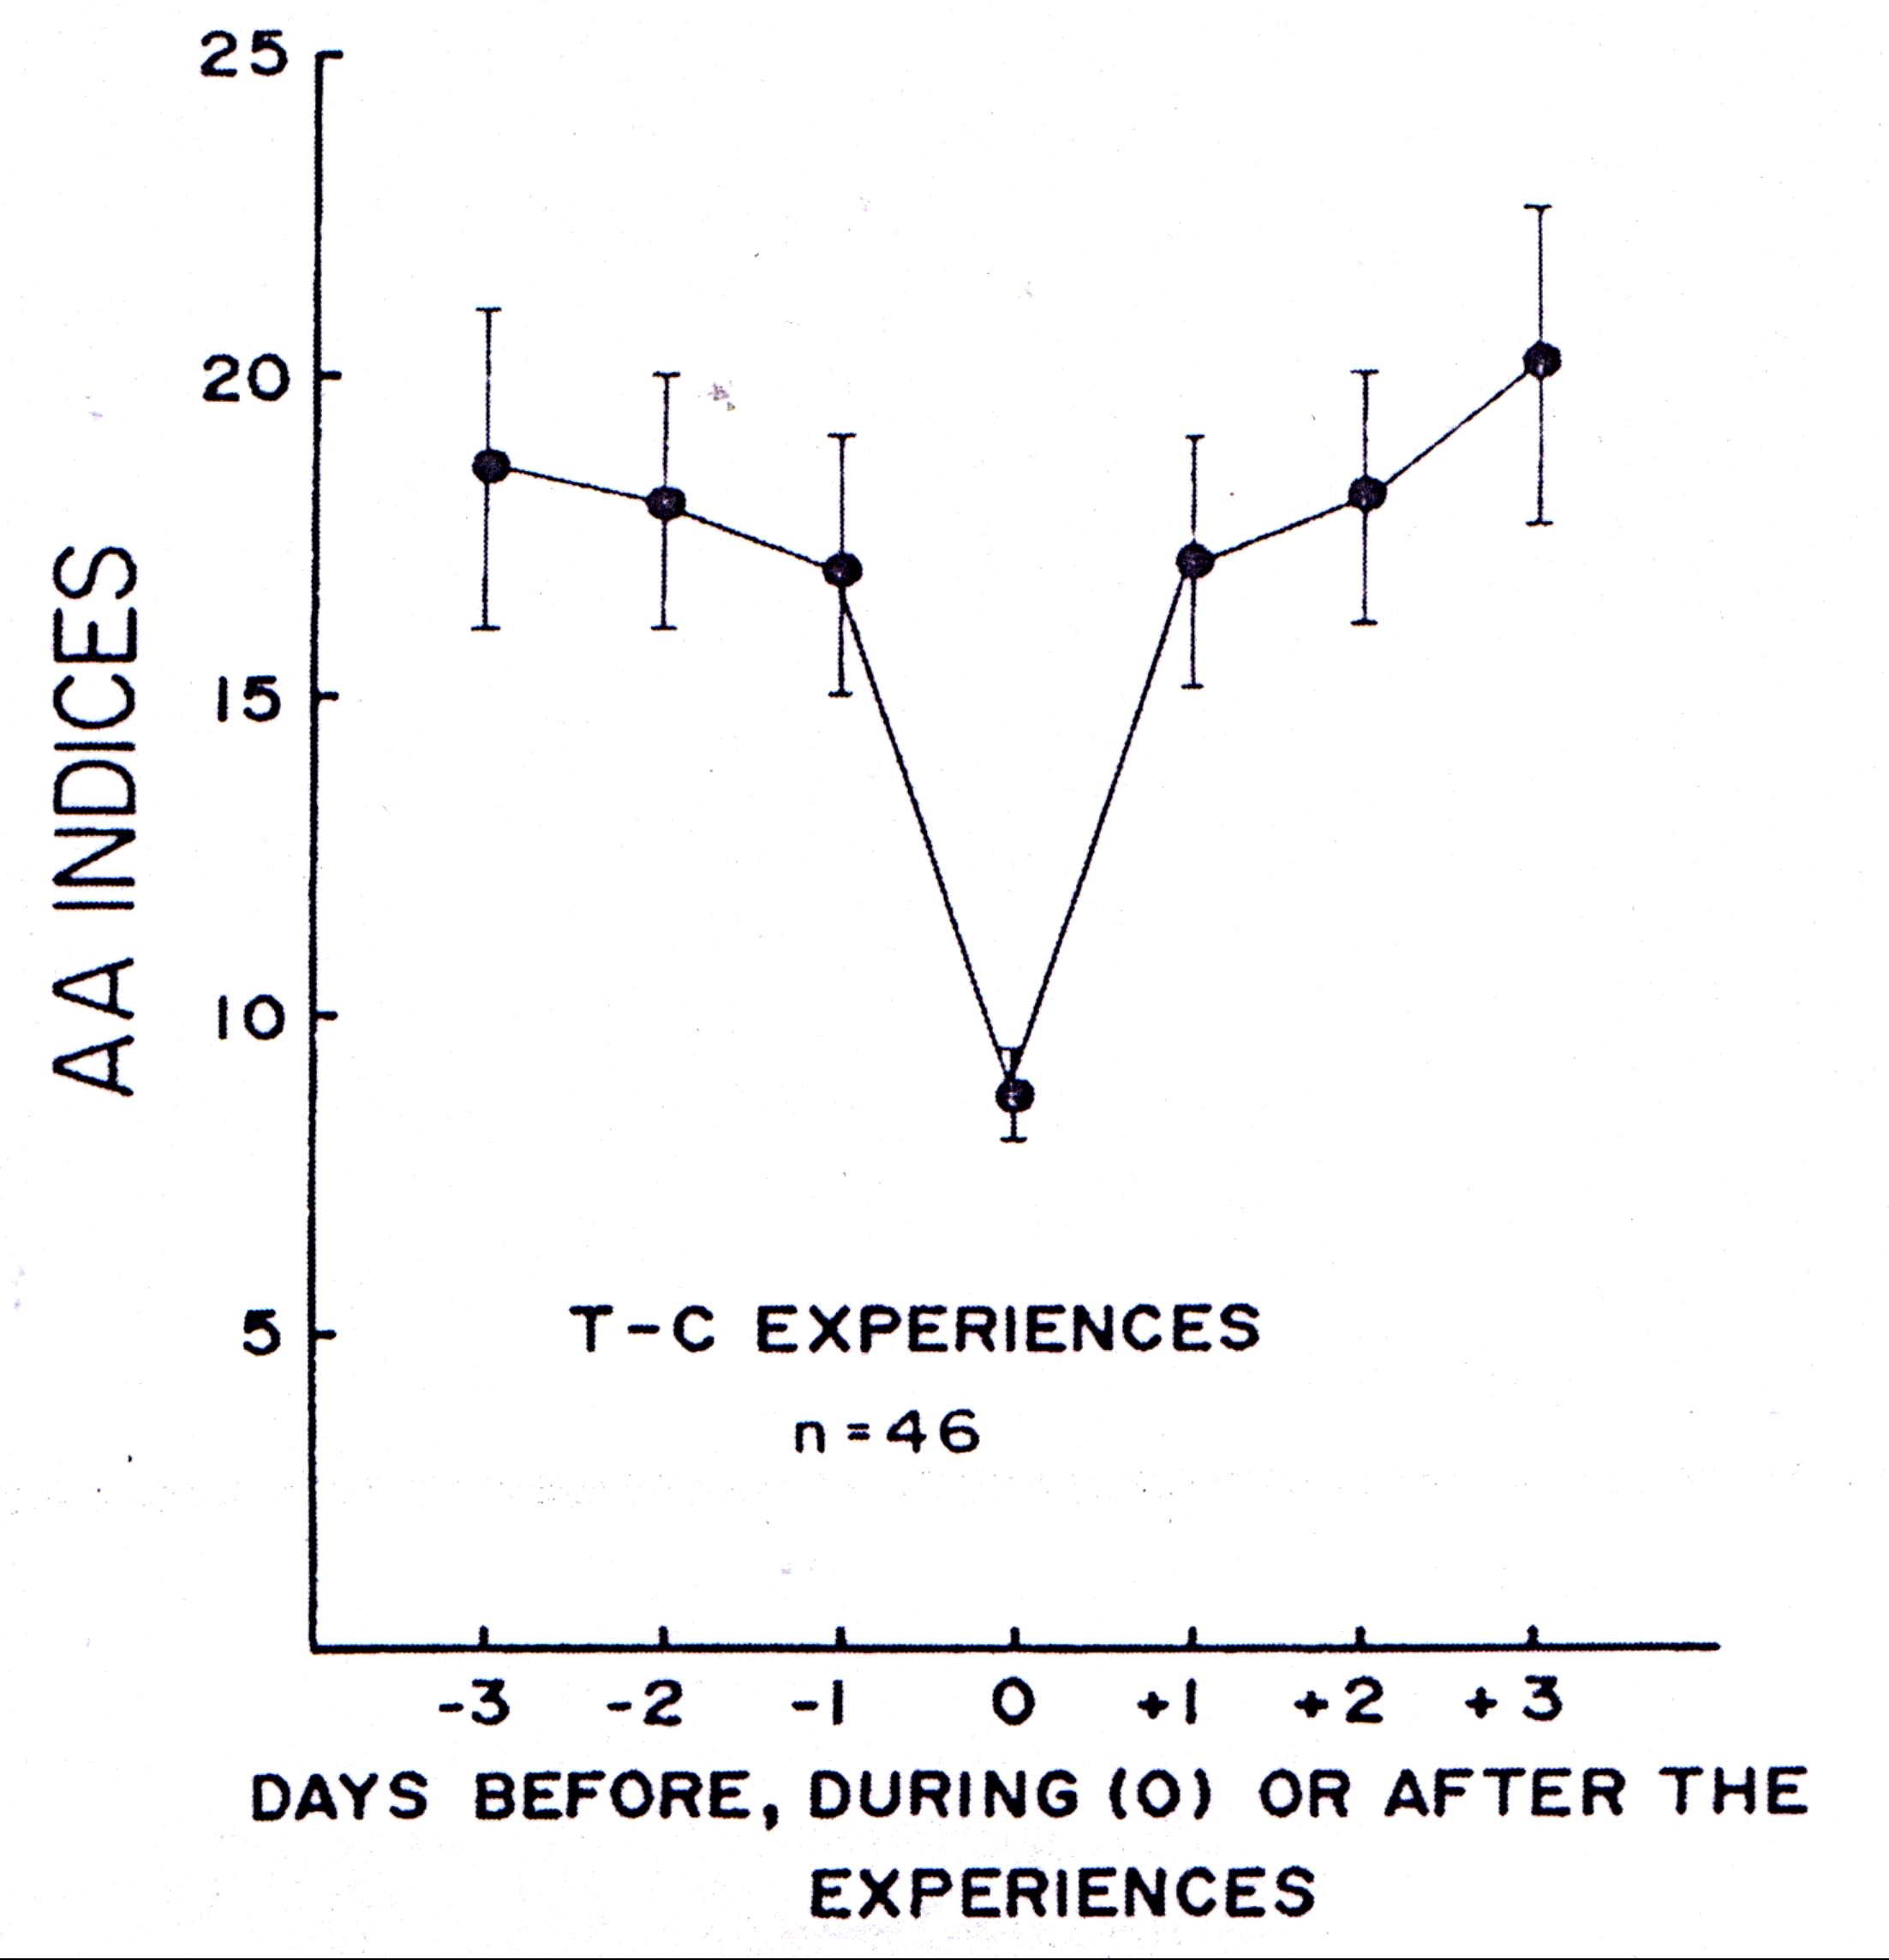 25
20
15
10
5
AA INDICES
T-C EXPERIENCES
n=46
-3 -2 -1 0 +1 +2 +3
DAYS BEFORE, DURING (0) OR AFTER THE
EXPERIENCES